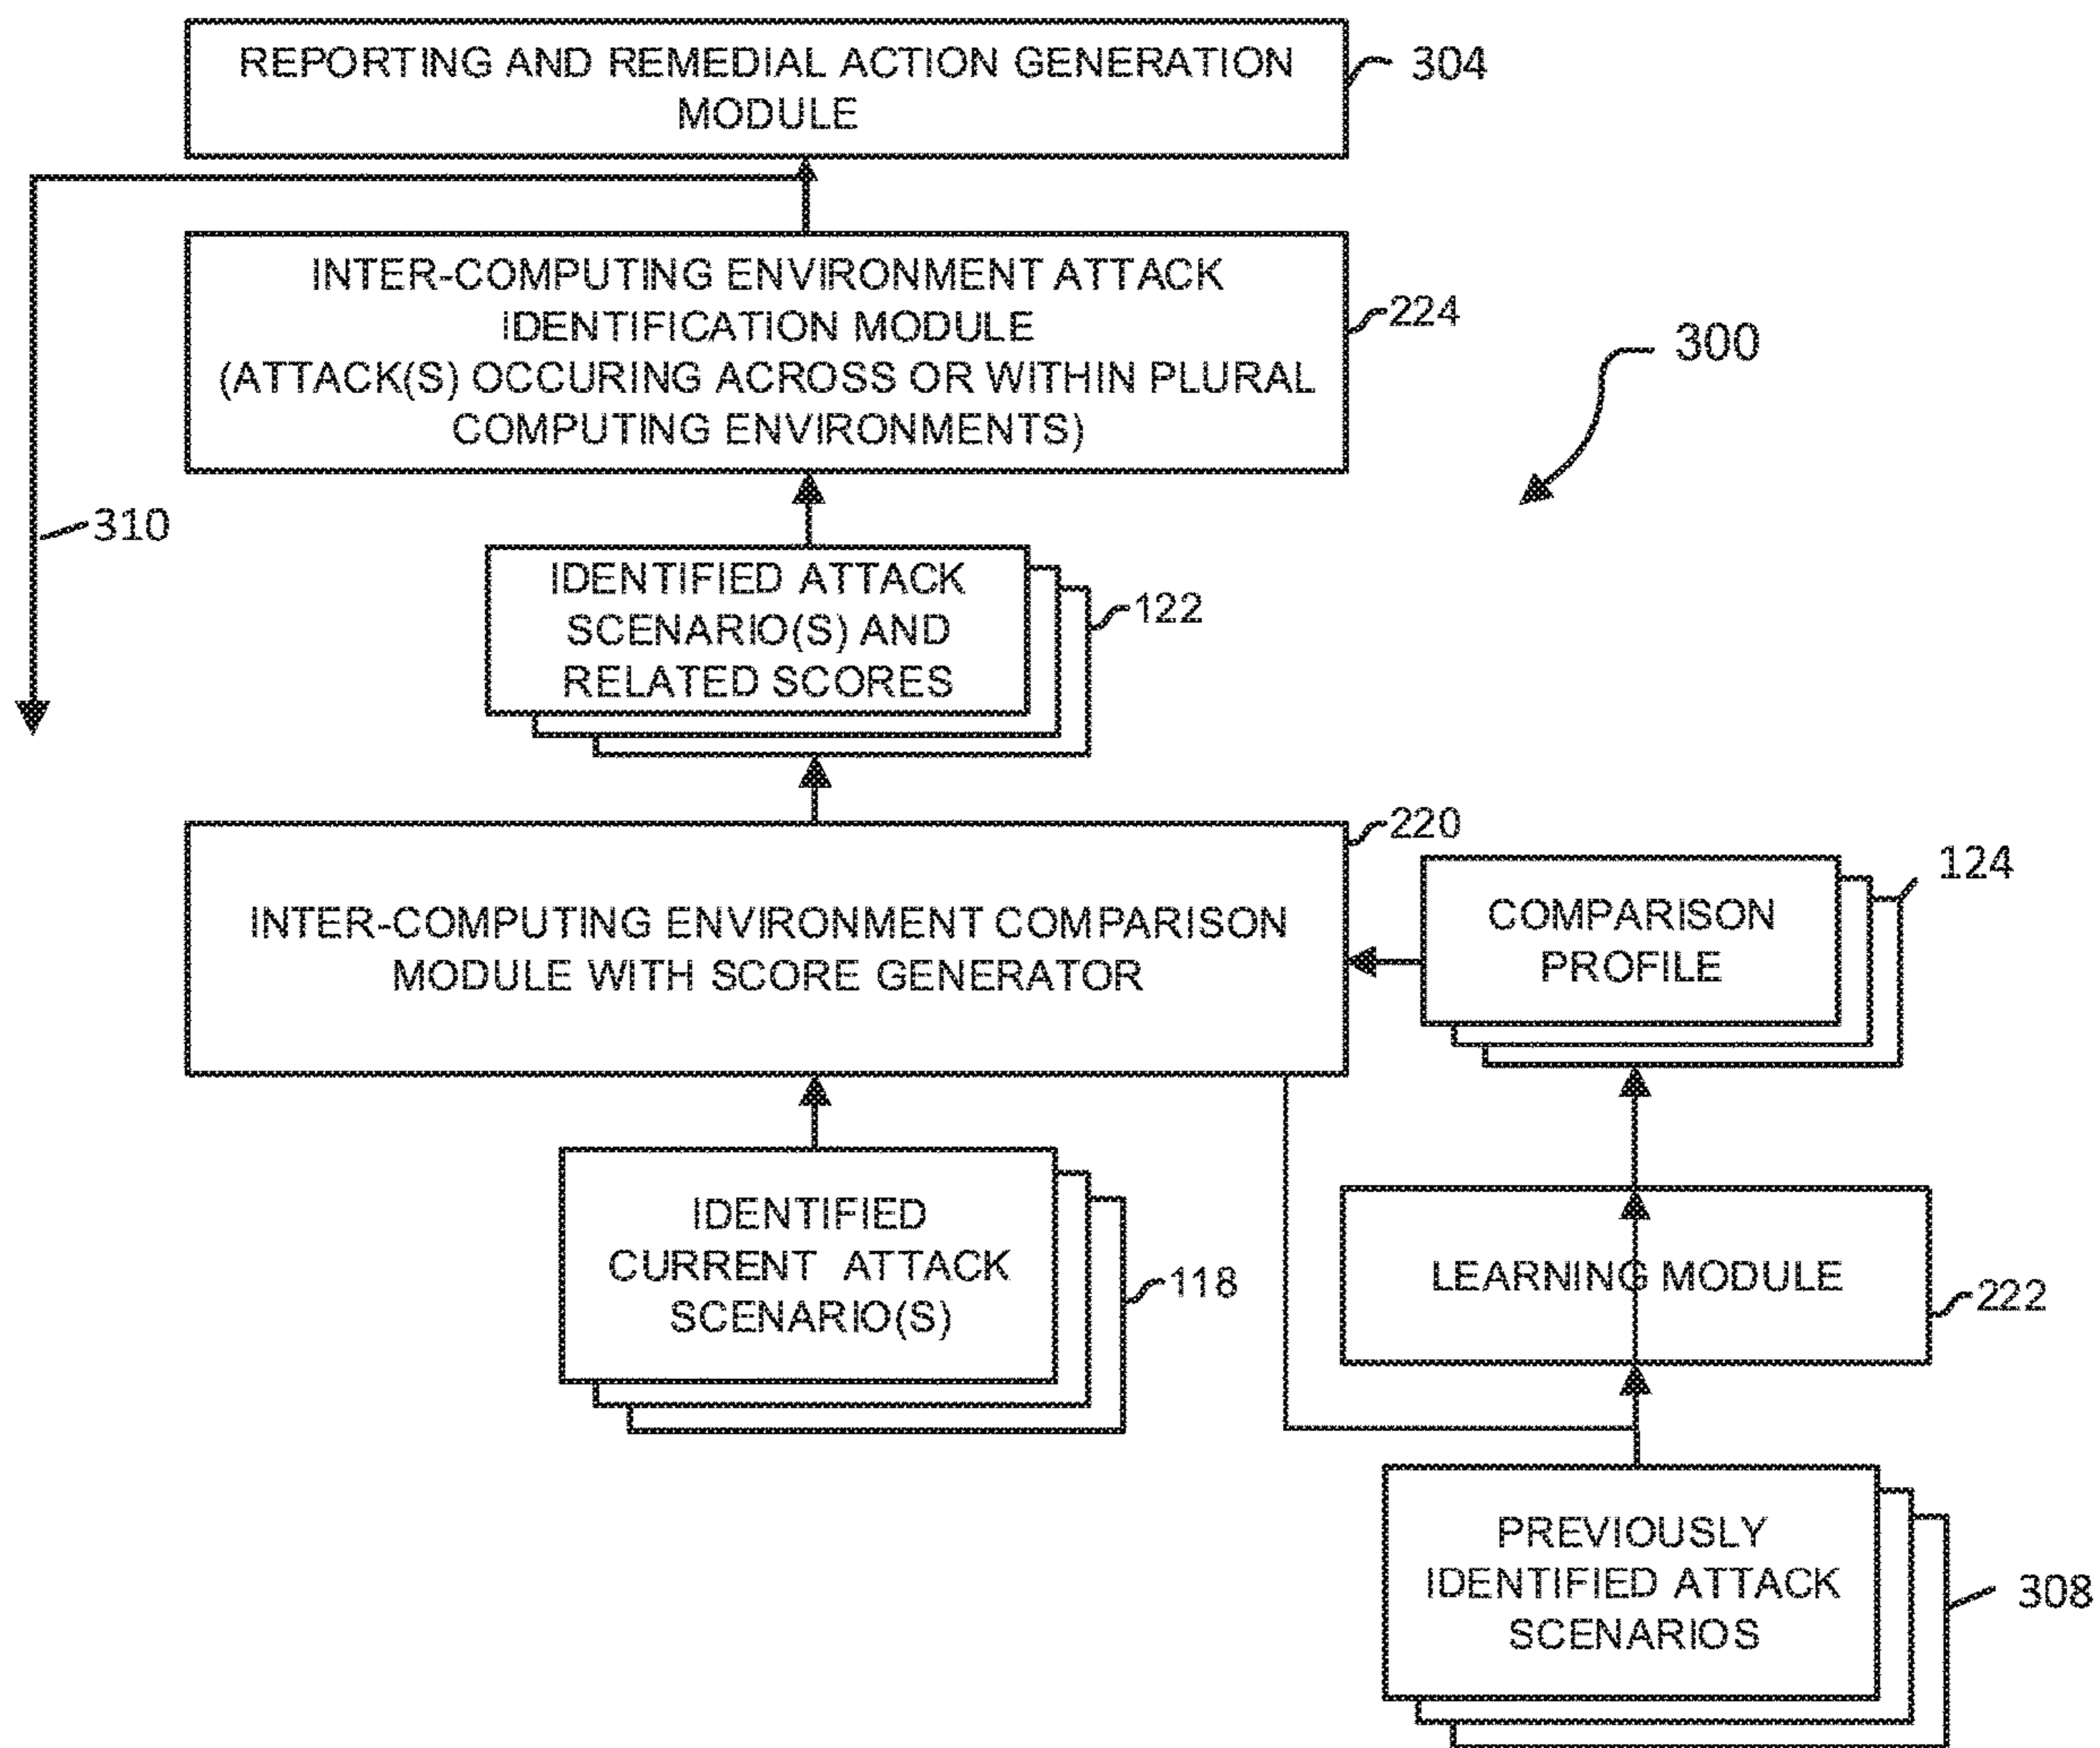 REPORTING AND REMEDIAL ACTION GENERATION
MODULE
304
INTER-COMPUTING ENVIRONMENT ATTACK
IDENTIFICATION MODULE
(ATTACK(S) OCCURING ACROSS OR WITHIN PLURAL
COMPUTING ENVIRONMENTS)
224
300
310
IDENTIFIED ATTACK
SCENARIO(S) AND
RELATED SCORES
122
220
INTER-COMPUTING ENVIRONMENT COMPARISON
MODULE WITH SCORE GENERATOR
124
COMPARISON
PROFILE
IDENTIFIED
CURRENT ATTACK
SCENARIO(S)
118
LEARNING MODULE
222
PREVIOUSLY
IDENTIFIED ATTACK
SCENARIOS
308